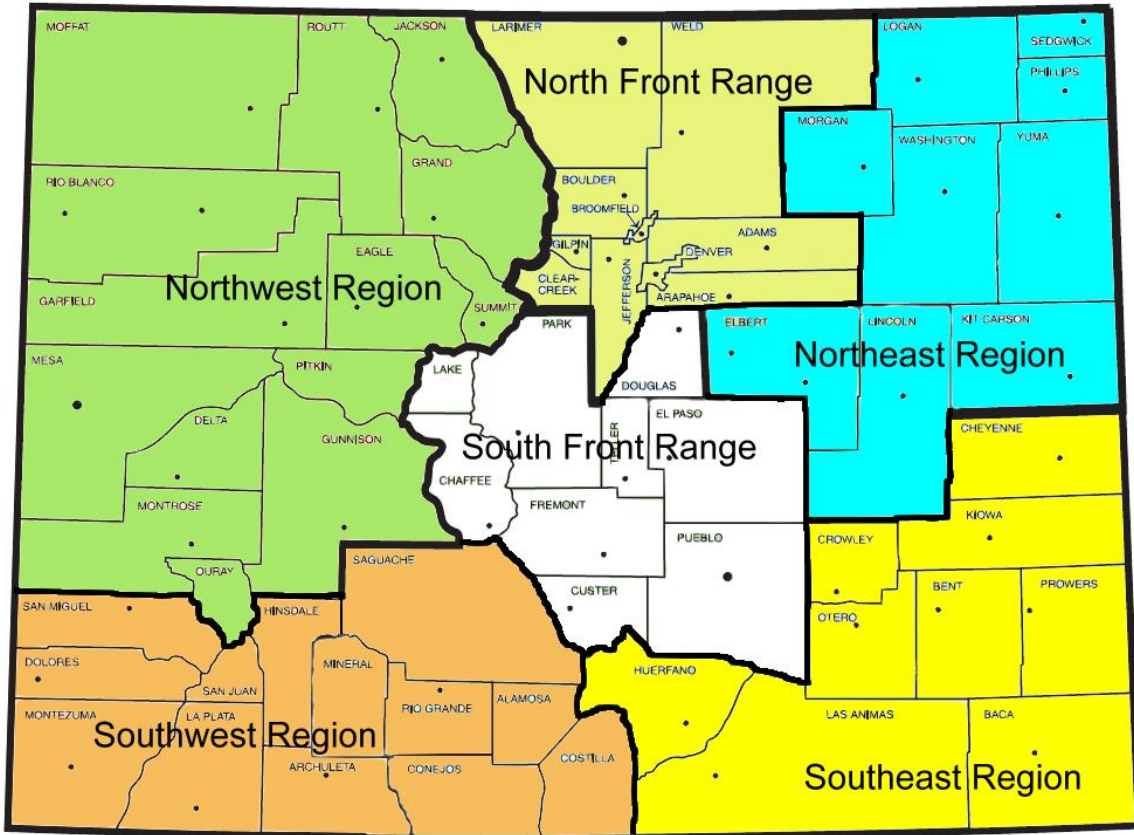 MOFFAT
ROUTT
JACKSON
LARIMER
WELD
LOGAN
SEDGWICK
PHILLIPS
North Front Range
MORGAN
WASHINGTON
YUMA
GRAND
RIO BLANCO
BOULDER
BROOMFIELD
GILPIN
ADAMS
DENVER
EAGLE
CLEAR-
CREEK
JEFFERSON
ARAPAHOE
Northwest Region
GARFIELD
SUMMIT
PARK
ELBERT
LINCOLN
KIT CARSON
Northeast Region
MESA
PITKIN
LAKE
DOUGLAS
DELTA
EL PASO
GUNNISON
TELLER
South Front Range
CHEYENNE
CHAFFEE
MONTROSE
FREMONT
KIOWA
PUEBLO
CROWLEY
SAGUACHE
OURAY
CUSTER
BENT
PROWERS
SAN MIGUEL
HINSDALE
OTERO
DOLORES
MINERAL
HUERFANO
SAN JUAN
ALAMOSA
RIO GRANDE
MONTEZUMA
LA PLATA
LAS ANIMAS
BACA
Southwest Region
COSTILLA
ARCHULETA
CONEJOS
Southeast Region